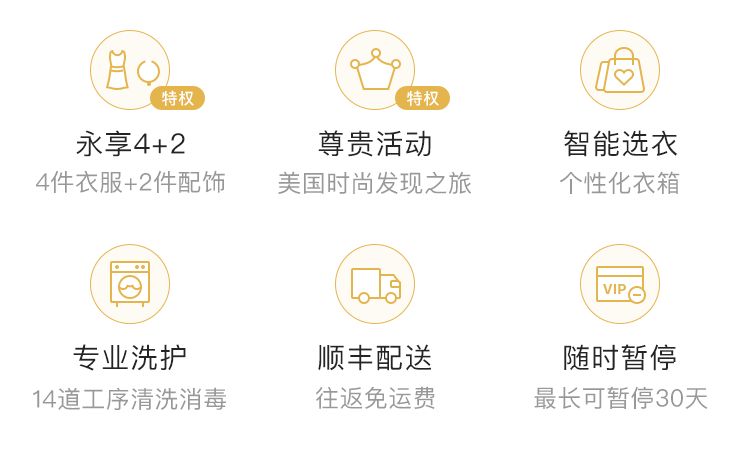 特权
特权
永享4+2
尊贵活动
智能选衣
4件衣服+2件配饰
美国时尚发现之旅
个性化衣箱
VIP
专业洗护
顺丰配送
随时暂停
14道工序清洗消毒
往返免运费
最长可暂停30天